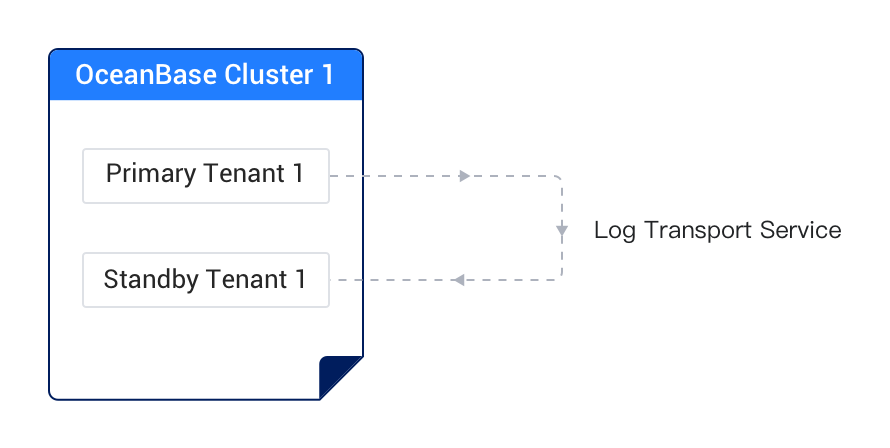 OceanBase Cluster 1
Primary Tenant 1
Log Transport Service
Standby Tenant 1